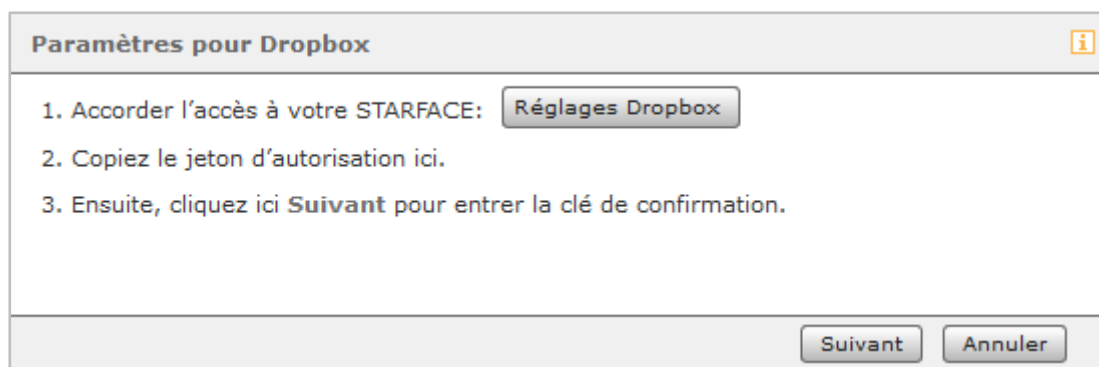 Paramètres pour Dropbox
1. Accorder l’accès à votre STARFACE: Réglages Dropbox
2. Copiez le jeton d’autorisation ici.
3. Ensuite, cliquez ici Suivant pour entrer la clé de confirmation.
Suivant Annuler